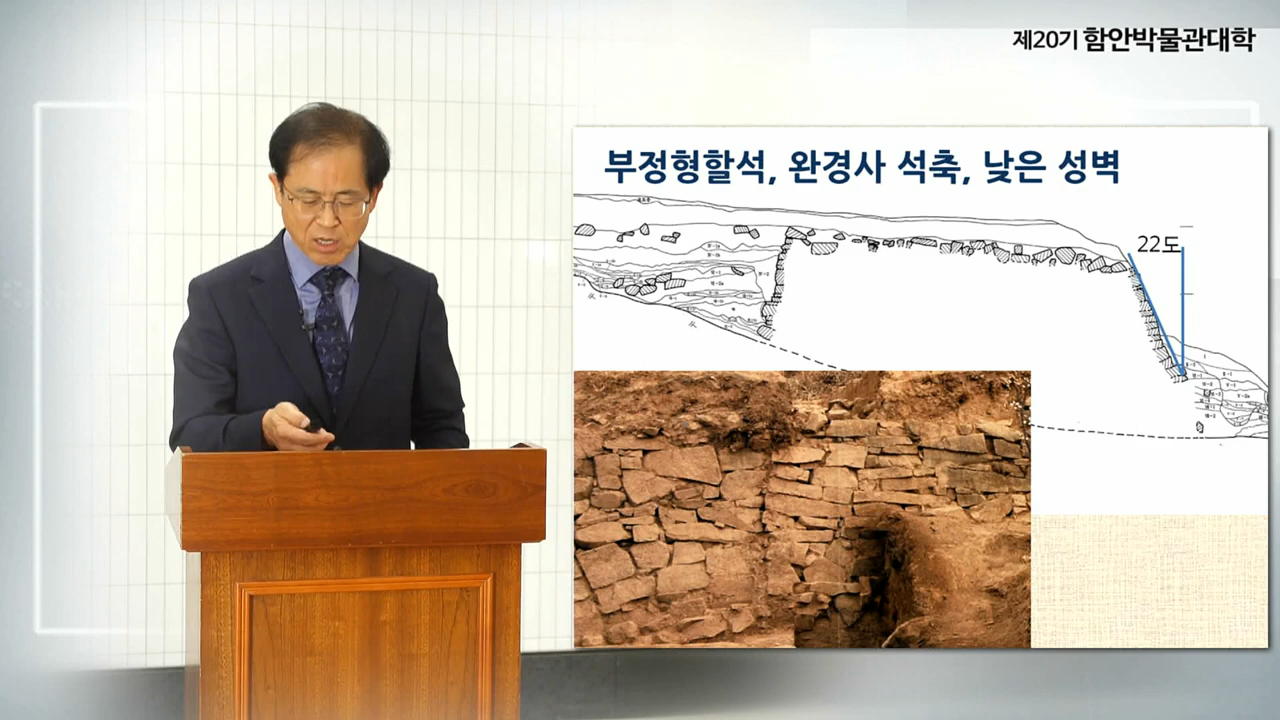 제20기 함안박물관대학
부정형할석, 완경사 석축, 낮은 성벽
22도